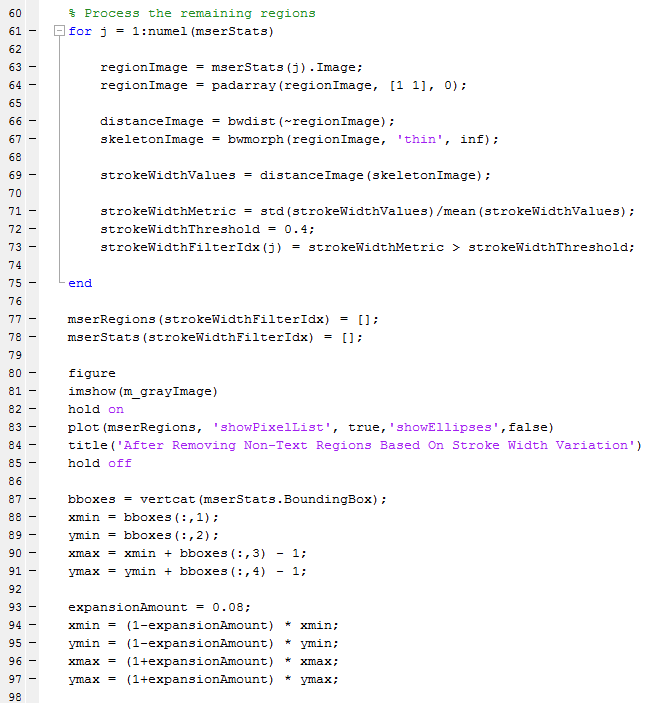 60 % Process the remaining regions
61 - for j = 1:numel(mserStats)
62
63 - regionImage = mserStats(j).Image;
64 - regionImage = padarray(regionImage, [1 1], 0);
65
66 - distanceImage = bwdist(~regionImage);
67 - skeletonImage = bwmorph(regionImage, 'thin', inf);
68
69 - strokeWidthValues = distanceImage(skeletonImage);
70
71 - strokeWidthMetric = std(strokeWidthValues)/mean(strokeWidthValues);
72 - strokeWidthThreshold = 0.4;
73 - strokeWidthFilterIdx(j) = strokeWidthMetric > strokeWidthThreshold;
74
75 - end
76
77 - mserRegions(strokeWidthFilterIdx) = [];
78 - mserStats(strokeWidthFilterIdx) = [];
79
80 - figure
81 - imshow(m_grayImage)
82 - hold on
83 - plot(mserRegions, 'showPixelList', true,'showEllipses',false)
84 - title('After Removing Non-Text Regions Based On Stroke Width Variation')
85 - hold off
86
87 - bboxes = vertcat(mserStats.BoundingBox);
88 - xmin = bboxes(:,1);
89 - ymin = bboxes(:,2);
90 - xmax = xmin + bboxes(:,3) - 1;
91 - ymax = ymin + bboxes(:,4) - 1;
92
93 - expansionAmount = 0.08;
94 - xmin = (1-expansionAmount) * xmin;
95 - ymin = (1-expansionAmount) * ymin;
96 - xmax = (1+expansionAmount) * xmax;
97 - ymax = (1+expansionAmount) * ymax;
98